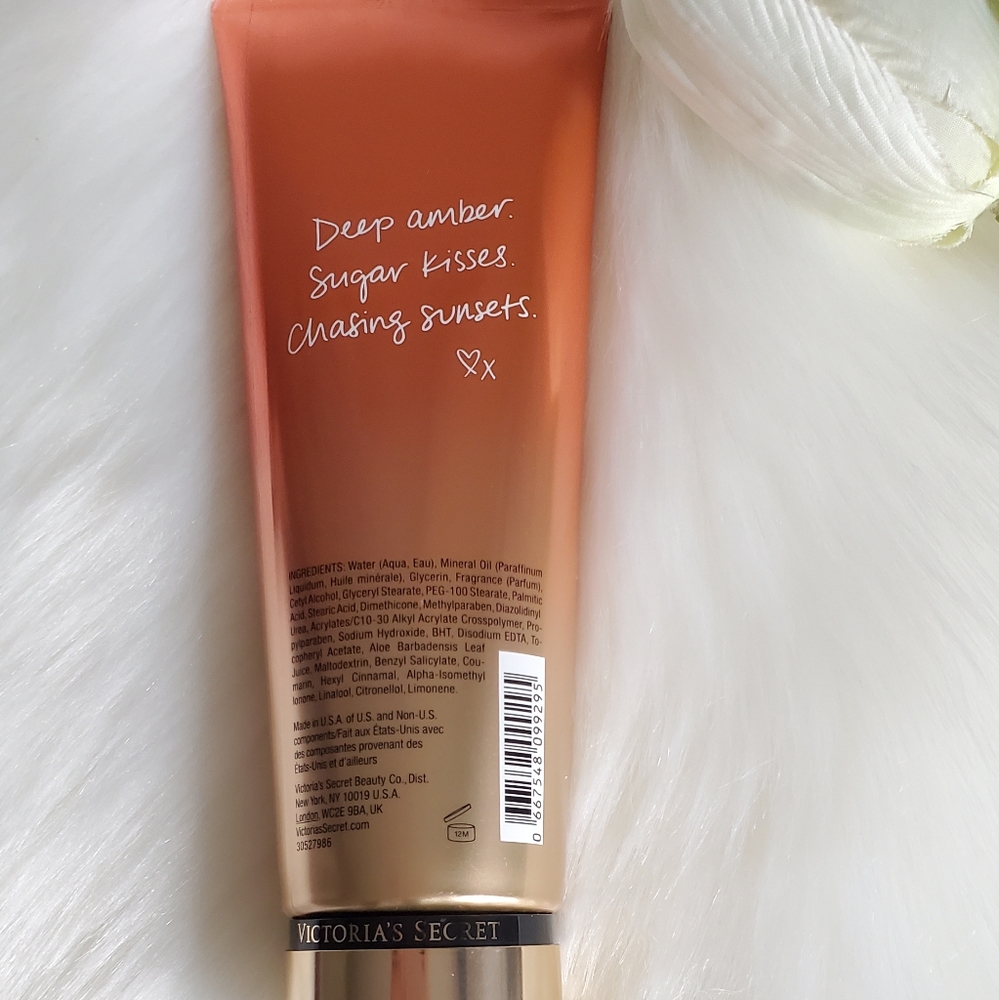 Deep amber.
Sugar kisses.
Chasing sunsets.
♡x
INGREDIENTS: Water (Aqua, Eau), Mineral Oil (Paraffinum
Liquidum, Huile minérale), Glycerin, Fragrance (Parfum),
Cetyl Alcohol, Glyceryl Stearate, PEG-100 Stearate, Palmitic
Acid, Stearic Acid, Dimethicone, Methylparaben, Diazolidinyl
Urea, Acrylates/C10-30 Alkyl Acrylate Crosspolymer, Pro-
pylparaben, Sodium Hydroxide, BHT, Disodium EDTA, To-
copheryl Acetate, Aloe Barbadensis Leaf
Juice, Maltodextrin, Benzyl Salicylate, Cou-
marin, Hexyl Cinnamal, Alpha-Isomethyl
Ionone, Linalool, Citronellol, Limonene.
Made in U.S.A. of U.S. and Non-U.S.
components/Fait aux États-Unis avec
des composantes provenant des
États-Unis et d'ailleurs
Victoria's Secret Beauty Co., Dist.
New York, NY 10019 U.S.A.
London, WC2E 9BA, UK
VictoriasSecret.com
30527986
12M
0 667548 099295
VICTORIA'S SECRET